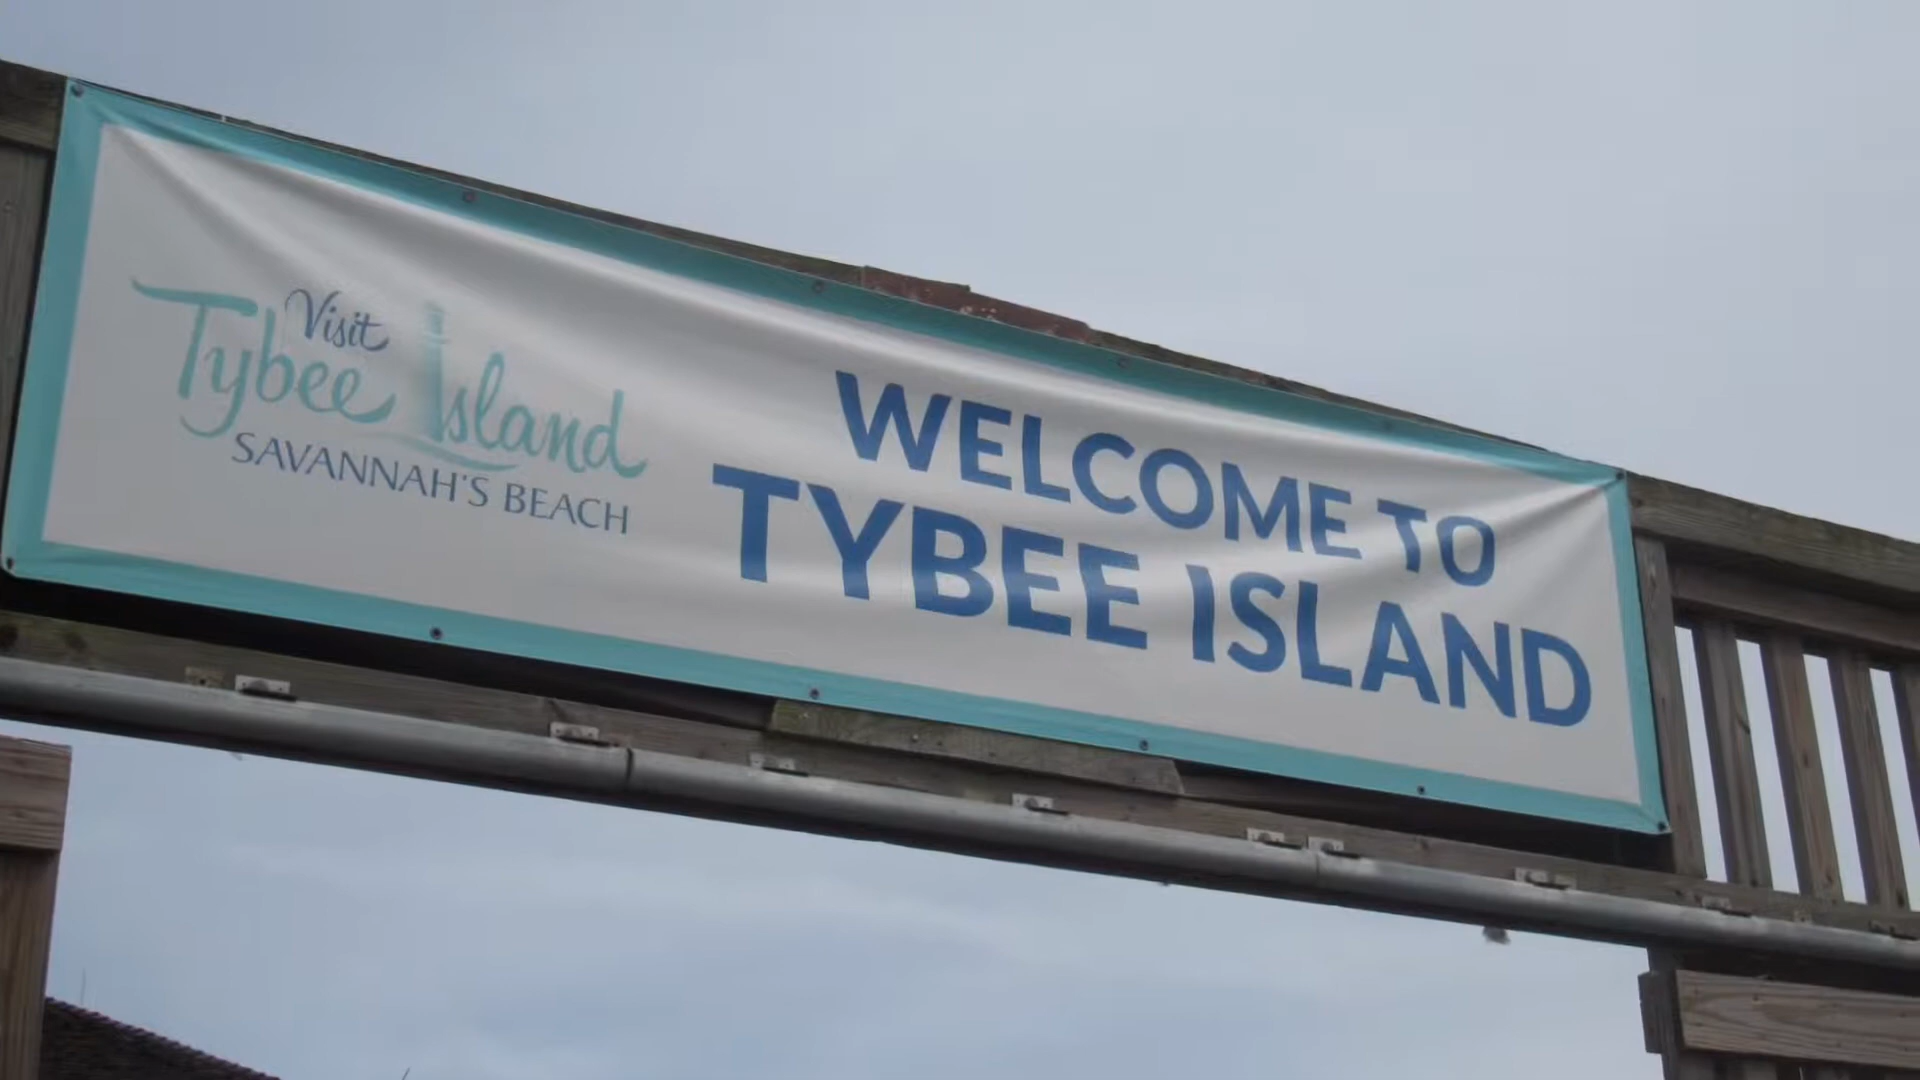 Visit
Tybee Island
SAVANNAH'S BEACH
WELCOME TO
TYBEE ISLAND